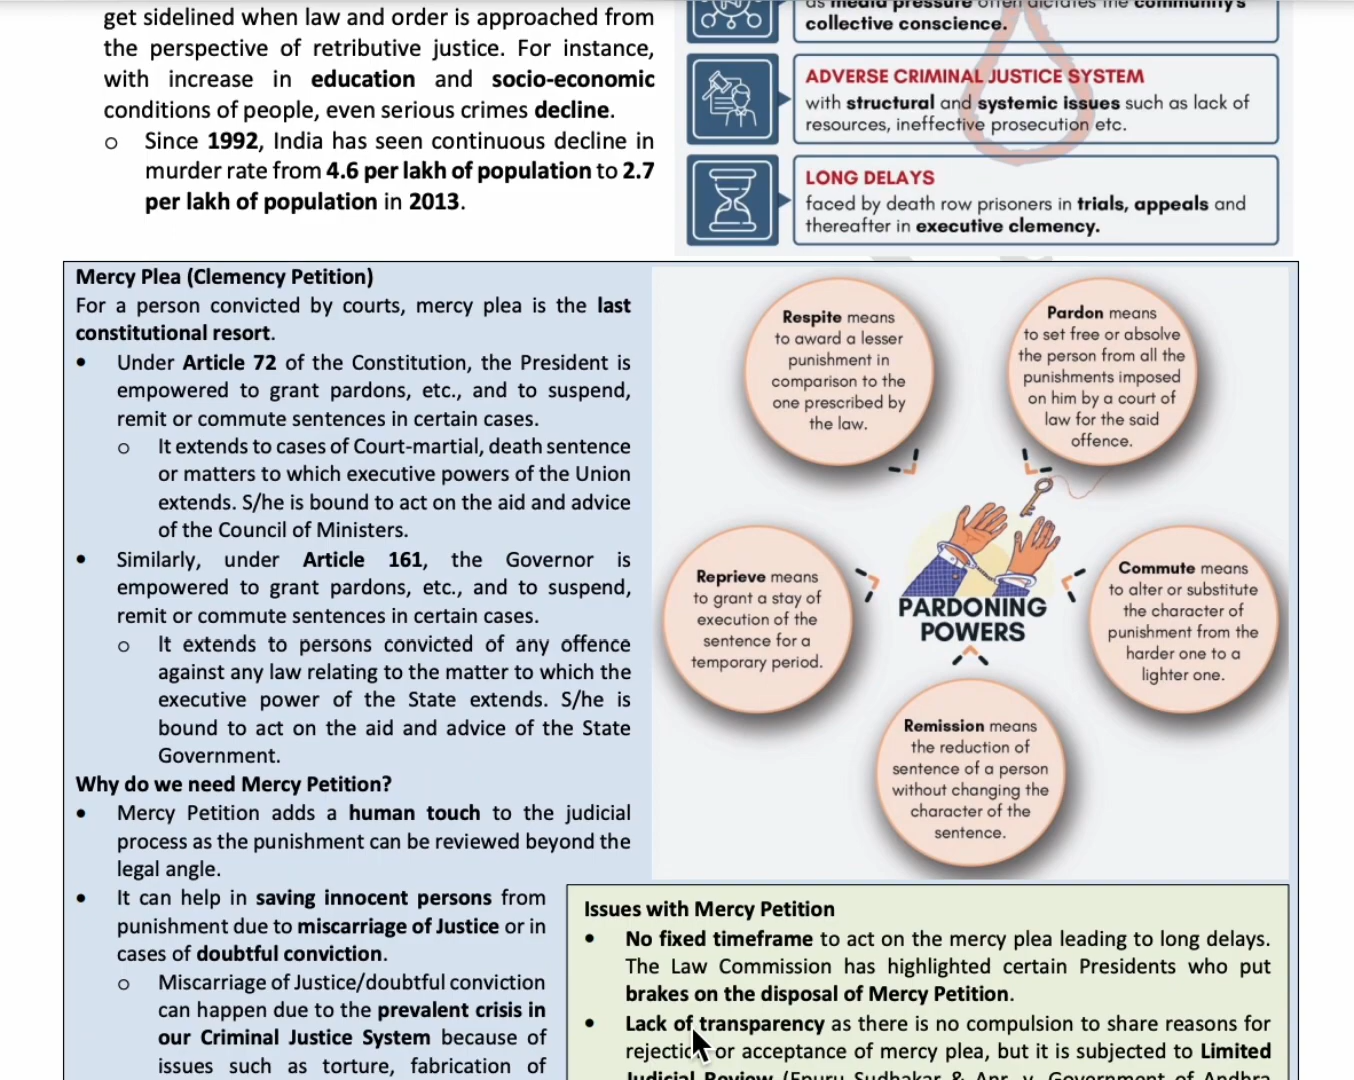 get sidelined when law and order is approached from
the perspective of retributive justice. For instance,
with increase in education and socio-economic
conditions of people, even serious crimes decline.
o Since 1992, India has seen continuous decline in
murder rate from 4.6 per lakh of population to 2.7
per lakh of population in 2013.
as media pressure often dictates the community's
collective conscience.
ADVERSE CRIMINAL JUSTICE SYSTEM
with structural and systemic issues such as lack of
resources, ineffective prosecution etc.
LONG DELAYS
faced by death row prisoners in trials, appeals and
thereafter in executive clemency.
Mercy Plea (Clemency Petition)
For a person convicted by courts, mercy plea is the last
constitutional resort.
• Under Article 72 of the Constitution, the President is
empowered to grant pardons, etc., and to suspend,
remit or commute sentences in certain cases.
o It extends to cases of Court-martial, death sentence
or matters to which executive powers of the Union
extends. S/he is bound to act on the aid and advice
of the Council of Ministers.
• Similarly, under Article 161, the Governor is
empowered to grant pardons, etc., and to suspend,
remit or commute sentences in certain cases.
o It extends to persons convicted of any offence
against any law relating to the matter to which the
executive power of the State extends. S/he is
bound to act on the aid and advice of the State
Government.
Why do we need Mercy Petition?
• Mercy Petition adds a human touch to the judicial
process as the punishment can be reviewed beyond the
legal angle.
• It can help in saving innocent persons from
punishment due to miscarriage of Justice or in
cases of doubtful conviction.
o Miscarriage of Justice/doubtful conviction
can happen due to the prevalent crisis in
our Criminal Justice System because of
issues such as torture, fabrication of
Respite means
to award a lesser
punishment in
comparison to the
one prescribed by
the law.
Pardon means
to set free or absolve
the person from all the
punishments imposed
on him by a court of
law for the said
offence.
Reprieve means
to grant a stay of
execution of the
sentence for a
temporary period.
PARDONING
POWERS
Commute means
to alter or substitute
the character of
punishment from the
harder one to a
lighter one.
Remission means
the reduction of
sentence of a person
without changing the
character of the
sentence.
Issues with Mercy Petition
• No fixed timeframe to act on the mercy plea leading to long delays.
The Law Commission has highlighted certain Presidents who put
brakes on the disposal of Mercy Petition.
• Lack of transparency as there is no compulsion to share reasons for
rejection or acceptance of mercy plea, but it is subjected to Limited
Judicial Review (Epuru Sudhakar & Anr. v. Government of Andhra